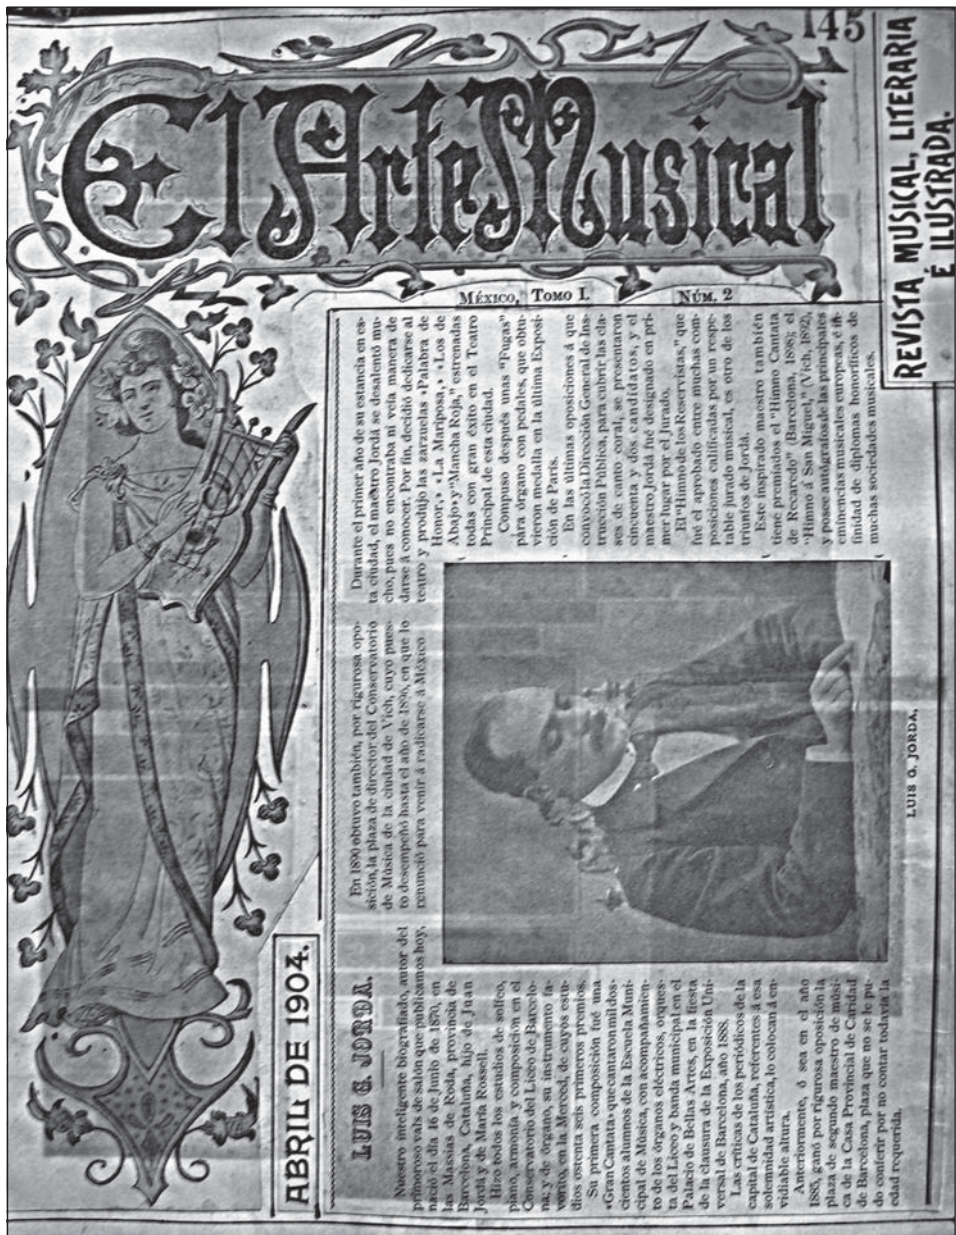 145
El Arte Musical
REVISTA MUSICAL, LITERARIA
É ILUSTRADA.
MÉXICO, TOMO I. NÚM. 2
ABRIL DE 1904.
LUIS G. JORDA.
Nuestro inteligente biografiado, autor del
primoroso vals de salón que publicamos hoy,
nació el día 16 de Junio de 1870, en
las Massias de Roda, provincia de
Barcelona, Cataluña, hijo de Juan
Jordá y de María Rossell.
Hizo todos los estudios de solfeo,
piano, armonía y composición en el
Conservatorio del Liceo de Barcelo-
na; y de órgano, su instrumento fa-
vorito, en la Merced, de cuyos estu-
dios ostenta seis primeros premios.
Su primera composición fué una
«Gran Cantata» que cantaron mil dos-
cientos alumnos de la Escuela Muni-
cipal de Música, con acompañamien-
to de los órganos eléctricos, orques-
ta del Liceo y banda municipal en el
Palacio de Bellas Artes, en la fiesta
de la clausura de la Exposición Uni-
versal de Barcelona, año 1888.
Las críticas de los periódicos de la
capital de Cataluña, referentes á esa
solemnidad artística, lo colocan á en-
vidiable altura.
Anteriormente, ó sea en el año
1885, ganó por rigurosa oposición la
plaza de segundo maestro de músi-
ca de la Casa Provincial de Caridad
de Barcelona, plaza que no se le pu-
do conferir por no contar todavía la
edad requerida.
En 1890 obtuvo también, por rigurosa opo-
sición, la plaza de director del Conservatorio
de Música de la ciudad de Vich, cuyo pues-
to desempeñó hasta el año de 1896, en que lo
renunció para venir á radicarse á México
LUIS G. JORDA.
Durante el primer año de su estancia en es-
ta ciudad, el maestro Jordá se desalentó mu-
cho, pues no encontraba ni veía manera de
darse á conocer. Por fin, decidió dedicarse al
teatro y produjo las zarzuelas «Palabra de
Honor,» «La Mariposa,» «Los de
Abajo» y "Mancha Roja," estrenadas
todas con gran éxito en el Teatro
Principal de esta ciudad.
Compuso después unas "Fugas"
para órgano con pedales, que obtu-
vieron medalla en la última Exposi-
ción de París.
En las últimas oposiciones á que
convocó la Dirección General de Ins-
trucción Pública, para cubrir las cla-
ses de canto coral, se presentaron
cincuenta y dos candidatos, y el
maestro Jordá fué designado en pri-
mer lugar por el Jurado.
El "Himno de los Reservistas," que
fué el aprobado entre muchas com-
posiciones calificadas por un respe-
table jurado musical, es otro de los
triunfos de Jordá.
Este inspirado maestro también
tiene premiados el "Himno Cantata
de Recarcedo" (Barcelona, 1886); el
"Himno á San Miguel," (Vich, 1892),
y posee autógrafos de las principales
eminencias musicales europeas, é in-
finidad de diplomas honoríficos de
muchas sociedades musicales.